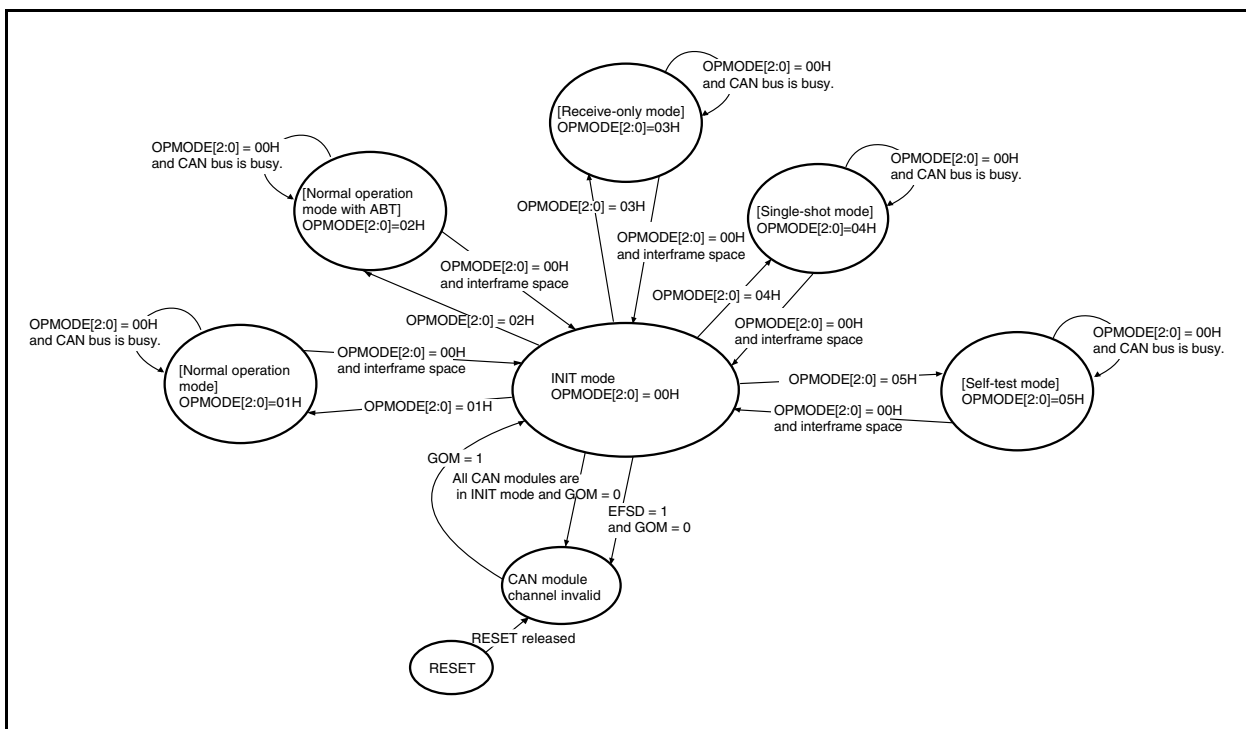 OPMODE[2:0] = 00H
and CAN bus is busy.
[Receive-only mode]
OPMODE[2:0]=03H
OPMODE[2:0] = 00H
and CAN bus is busy.
[Normal operation
mode with ABT]
OPMODE[2:0]=02H
OPMODE[2:0] = 00H
and CAN bus is busy.
[Single-shot mode]
OPMODE[2:0]=04H
OPMODE[2:0] = 03H
OPMODE[2:0] = 00H
and interframe space
OPMODE[2:0] = 00H
and interframe space
OPMODE[2:0] = 04H
OPMODE[2:0] = 02H
OPMODE[2:0] = 00H
and interframe space
OPMODE[2:0] = 00H
and CAN bus is busy.
OPMODE[2:0] = 00H
and CAN bus is busy.
OPMODE[2:0] = 00H
and interframe space
[Normal operation
mode]
OPMODE[2:0]=01H
INIT mode
OPMODE[2:0] = 00H
OPMODE[2:0] = 05H
[Self-test mode]
OPMODE[2:0]=05H
OPMODE[2:0] = 01H
OPMODE[2:0] = 00H
and interframe space
GOM = 1
All CAN modules are
in INIT mode and GOM = 0
EFSD = 1
and GOM = 0
CAN module
channel invalid
RESET released
RESET